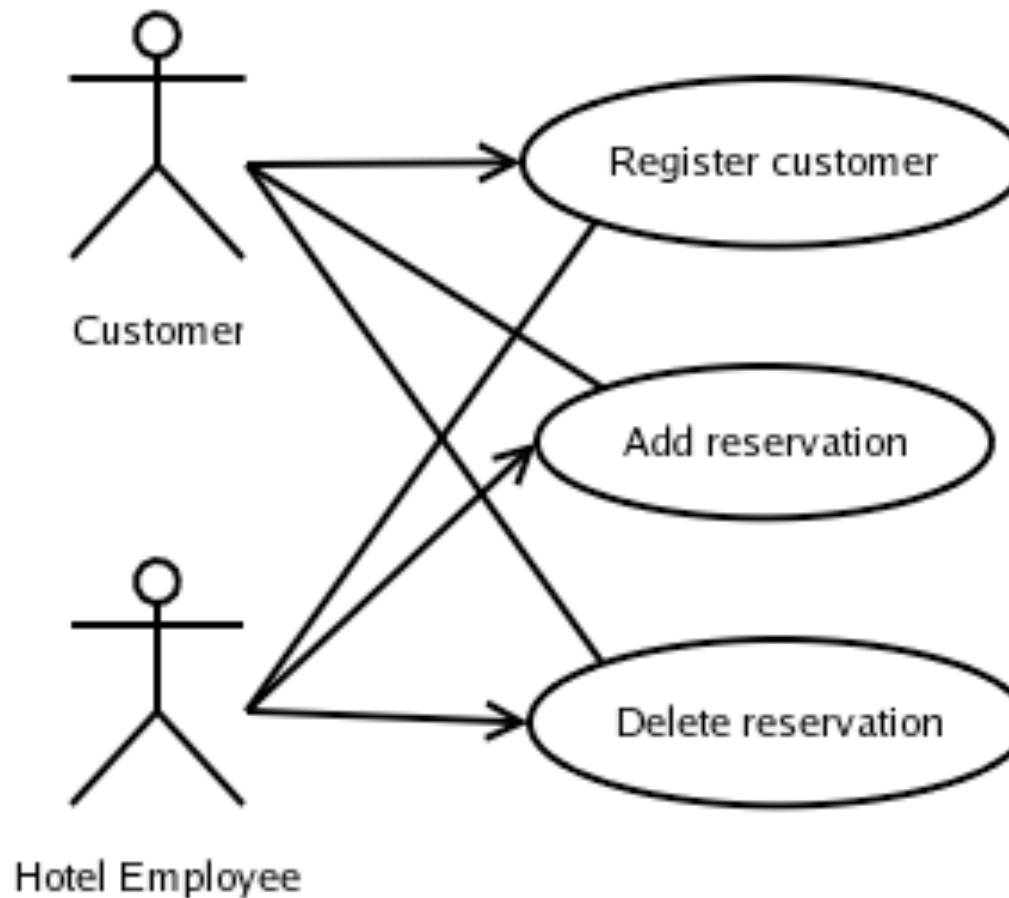 Register customer
Customer
Add reservation
Delete reservation
Hotel Employee